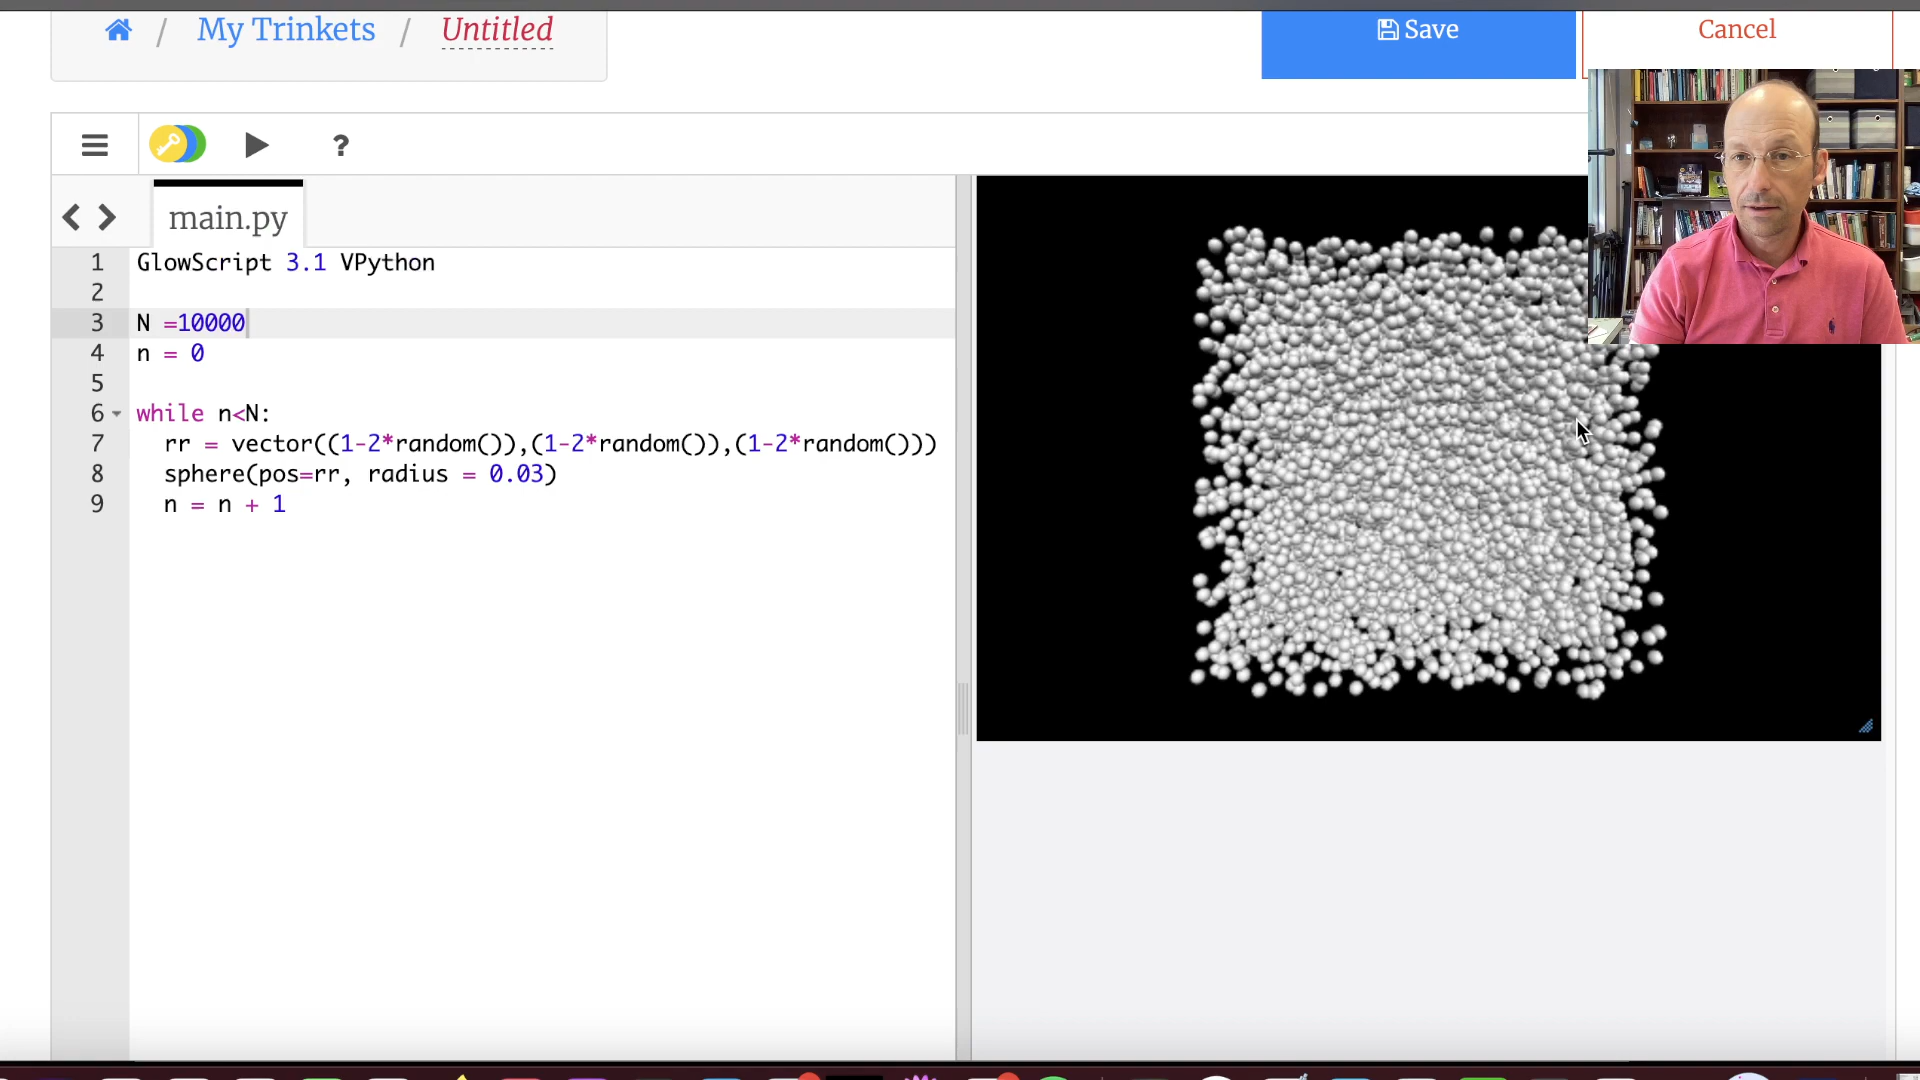 / My Trinkets / Untitled
Save
Cancel
?
main.py
1 GlowScript 3.1 VPython
2
3 N =10000
4 n = 0
5
6 while n<N:
7 rr = vector((1-2*random()),(1-2*random()),(1-2*random()))
8 sphere(pos=rr, radius = 0.03)
9 n = n + 1